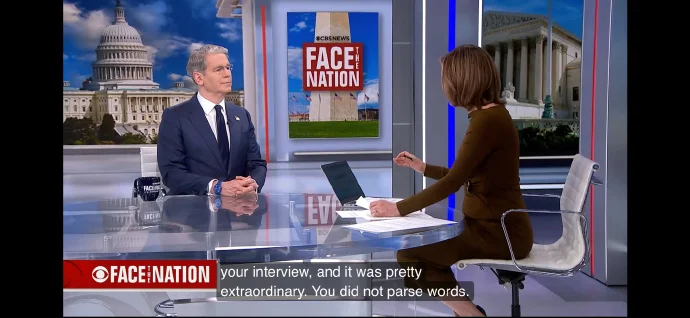 CBS NEWS
FACE
THE
NATION
FACE
FACE THE NATION
your interview, and it was pretty
extraordinary. You did not parse words.